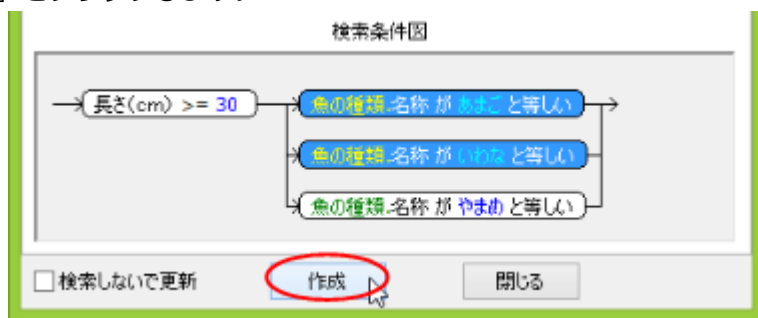 検索条件図
長さ(cm) >= 30
魚の種類.名称 が あまご と等しい
魚の種類.名称 が いわな と等しい
魚の種類.名称 が やまめ と等しい
検索しないで更新
作成
閉じる